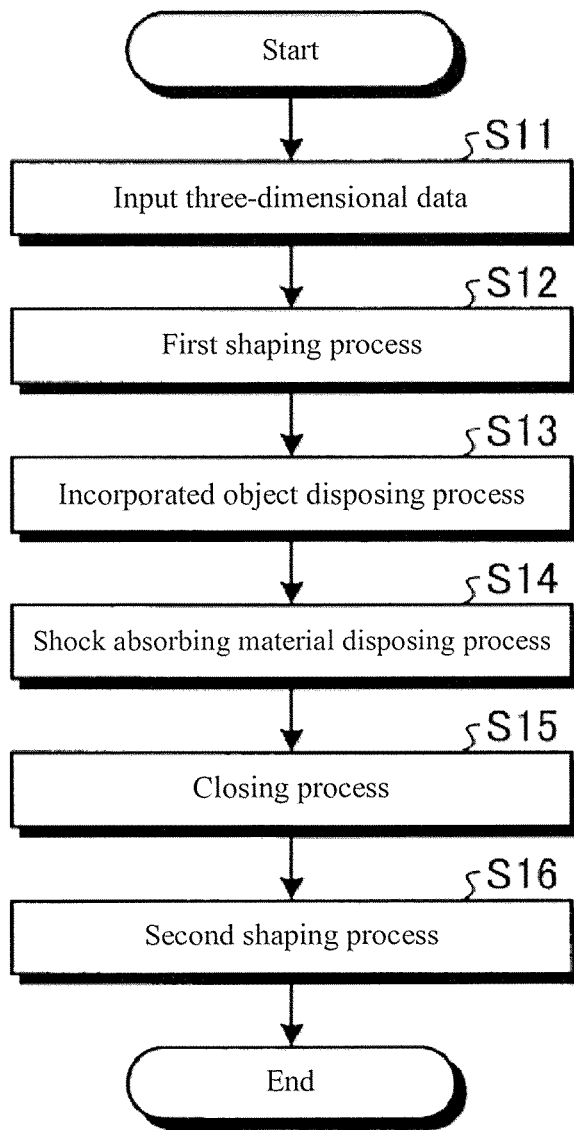 Start
S11
Input three-dimensional data
S12
First shaping process
S13
Incorporated object disposing process
S14
Shock absorbing material disposing process
S15
Closing process
S16
Second shaping process
End